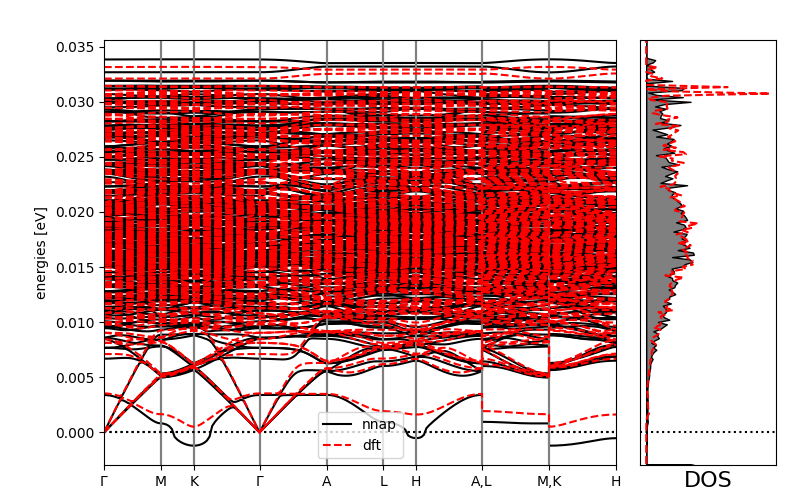 0.035
0.030
0.025
0.020
0.015
0.010
0.005
0.000
energies [eV]
Γ M K Γ A L H A,L M,K H
nnap
dft
DOS